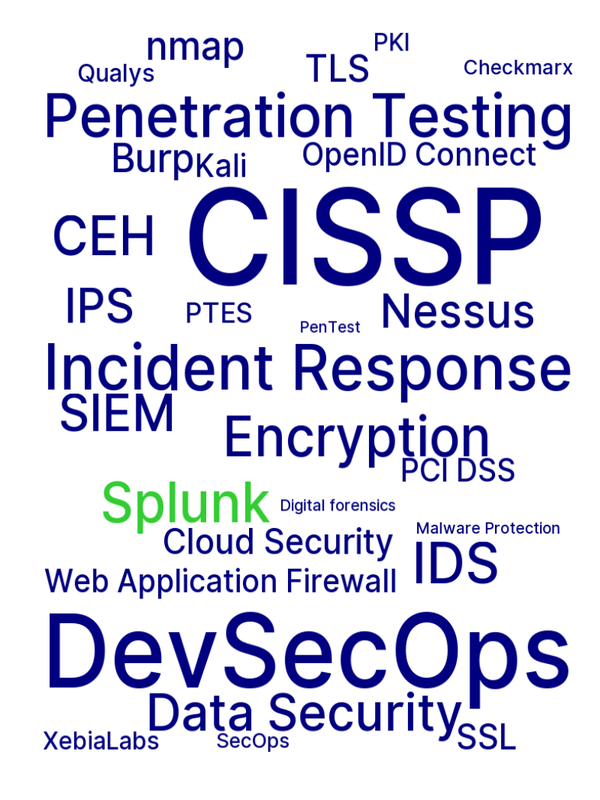 nmap
PKI
Qualys
TLS
Checkmarx
Penetration Testing
Burp
Kali
OpenID Connect
CISSP
CEH
IPS
PTES
PenTest
Nessus
Incident Response
SIEM
Encryption
PCI DSS
Splunk
Digital forensics
Malware Protection
Cloud Security
IDS
Web Application Firewall
DevSecOps
Data Security
XebiaLabs
SecOps
SSL